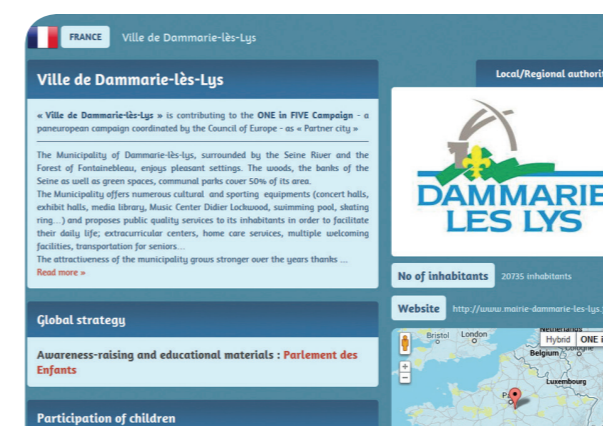 FRANCE Ville de Dammarie-lès-Lys
Ville de Dammarie-lès-Lys
« Ville de Dammarie-lès-Lys » is contributing to the ONE in FIVE Campaign - a
paneuropean campaign coordinated by the Council of Europe - as « Partner city »
The Municipality of Dammarie-lès-Lys, surrounded by the Seine River and the
Forest of Fontainebleau, enjoys pleasant settings. The woods, the banks of the
Seine as well as green spaces, communal parks cover 50% of its area.
The Municipality offers numerous cultural and sporting equipments (concert halls,
exhibit halls, media library, Music Center Didier Lockwood, swimming pool, skating
ring...) and proposes public quality services to its inhabitants in order to facilitate
their daily life; extracurricular centers, home care services, multiple welcoming
facilities, transportation for seniors...
The attractiveness of the municipality grows stronger over the years thanks ...
Read more »
Global strategy
Awareness-raising and educational materials : Parlement des
Enfants
Participation of children
Local/Regional authorit
DAMMARIE
LES LYS
No of inhabitants 20735 inhabitants
Website http://www.mairie-dammarie-les-lys.
Netherlands
Bristol London Hybrid ONE i
Belgium Cologne
Luxembourg